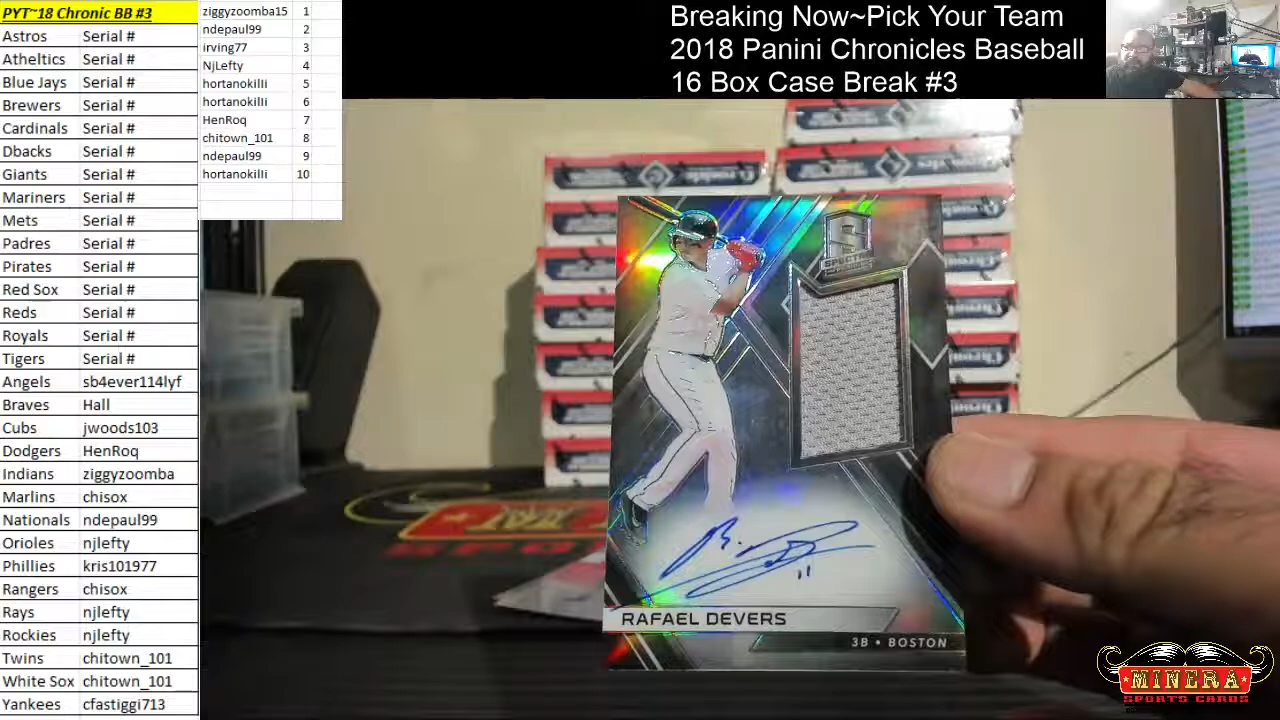 PYT~18 Chronic BB #3
Astros Serial #
Atheltics Serial #
Blue Jays Serial #
Brewers Serial #
Cardinals Serial #
Dbacks Serial #
Giants Serial #
Mariners Serial #
Mets Serial #
Padres Serial #
Pirates Serial #
Red Sox Serial #
Reds Serial #
Royals Serial #
Tigers Serial #
Angels sb4ever114lyf
Braves Hall
Cubs jwoods103
Dodgers HenRoq
Indians ziggyzoomba
Marlins chisox
Nationals ndepaul99
Orioles njlefty
Phillies kris101977
Rangers chisox
Rays njlefty
Rockies njlefty
Twins chitown_101
White Sox chitown_101
Yankees cfastiggi713
ziggyzoomba15 1
ndepaul99 2
irving77 3
NjLefty 4
hortanokilli 5
hortanokilli 6
HenRoq 7
chitown_101 8
ndepaul99 9
hortanokilli 10
Breaking Now~Pick Your Team
2018 Panini Chronicles Baseball
16 Box Case Break #3
SPECTRA
RAFAEL DEVERS
3B • BOSTON
MINERA
SPORTS CARDS